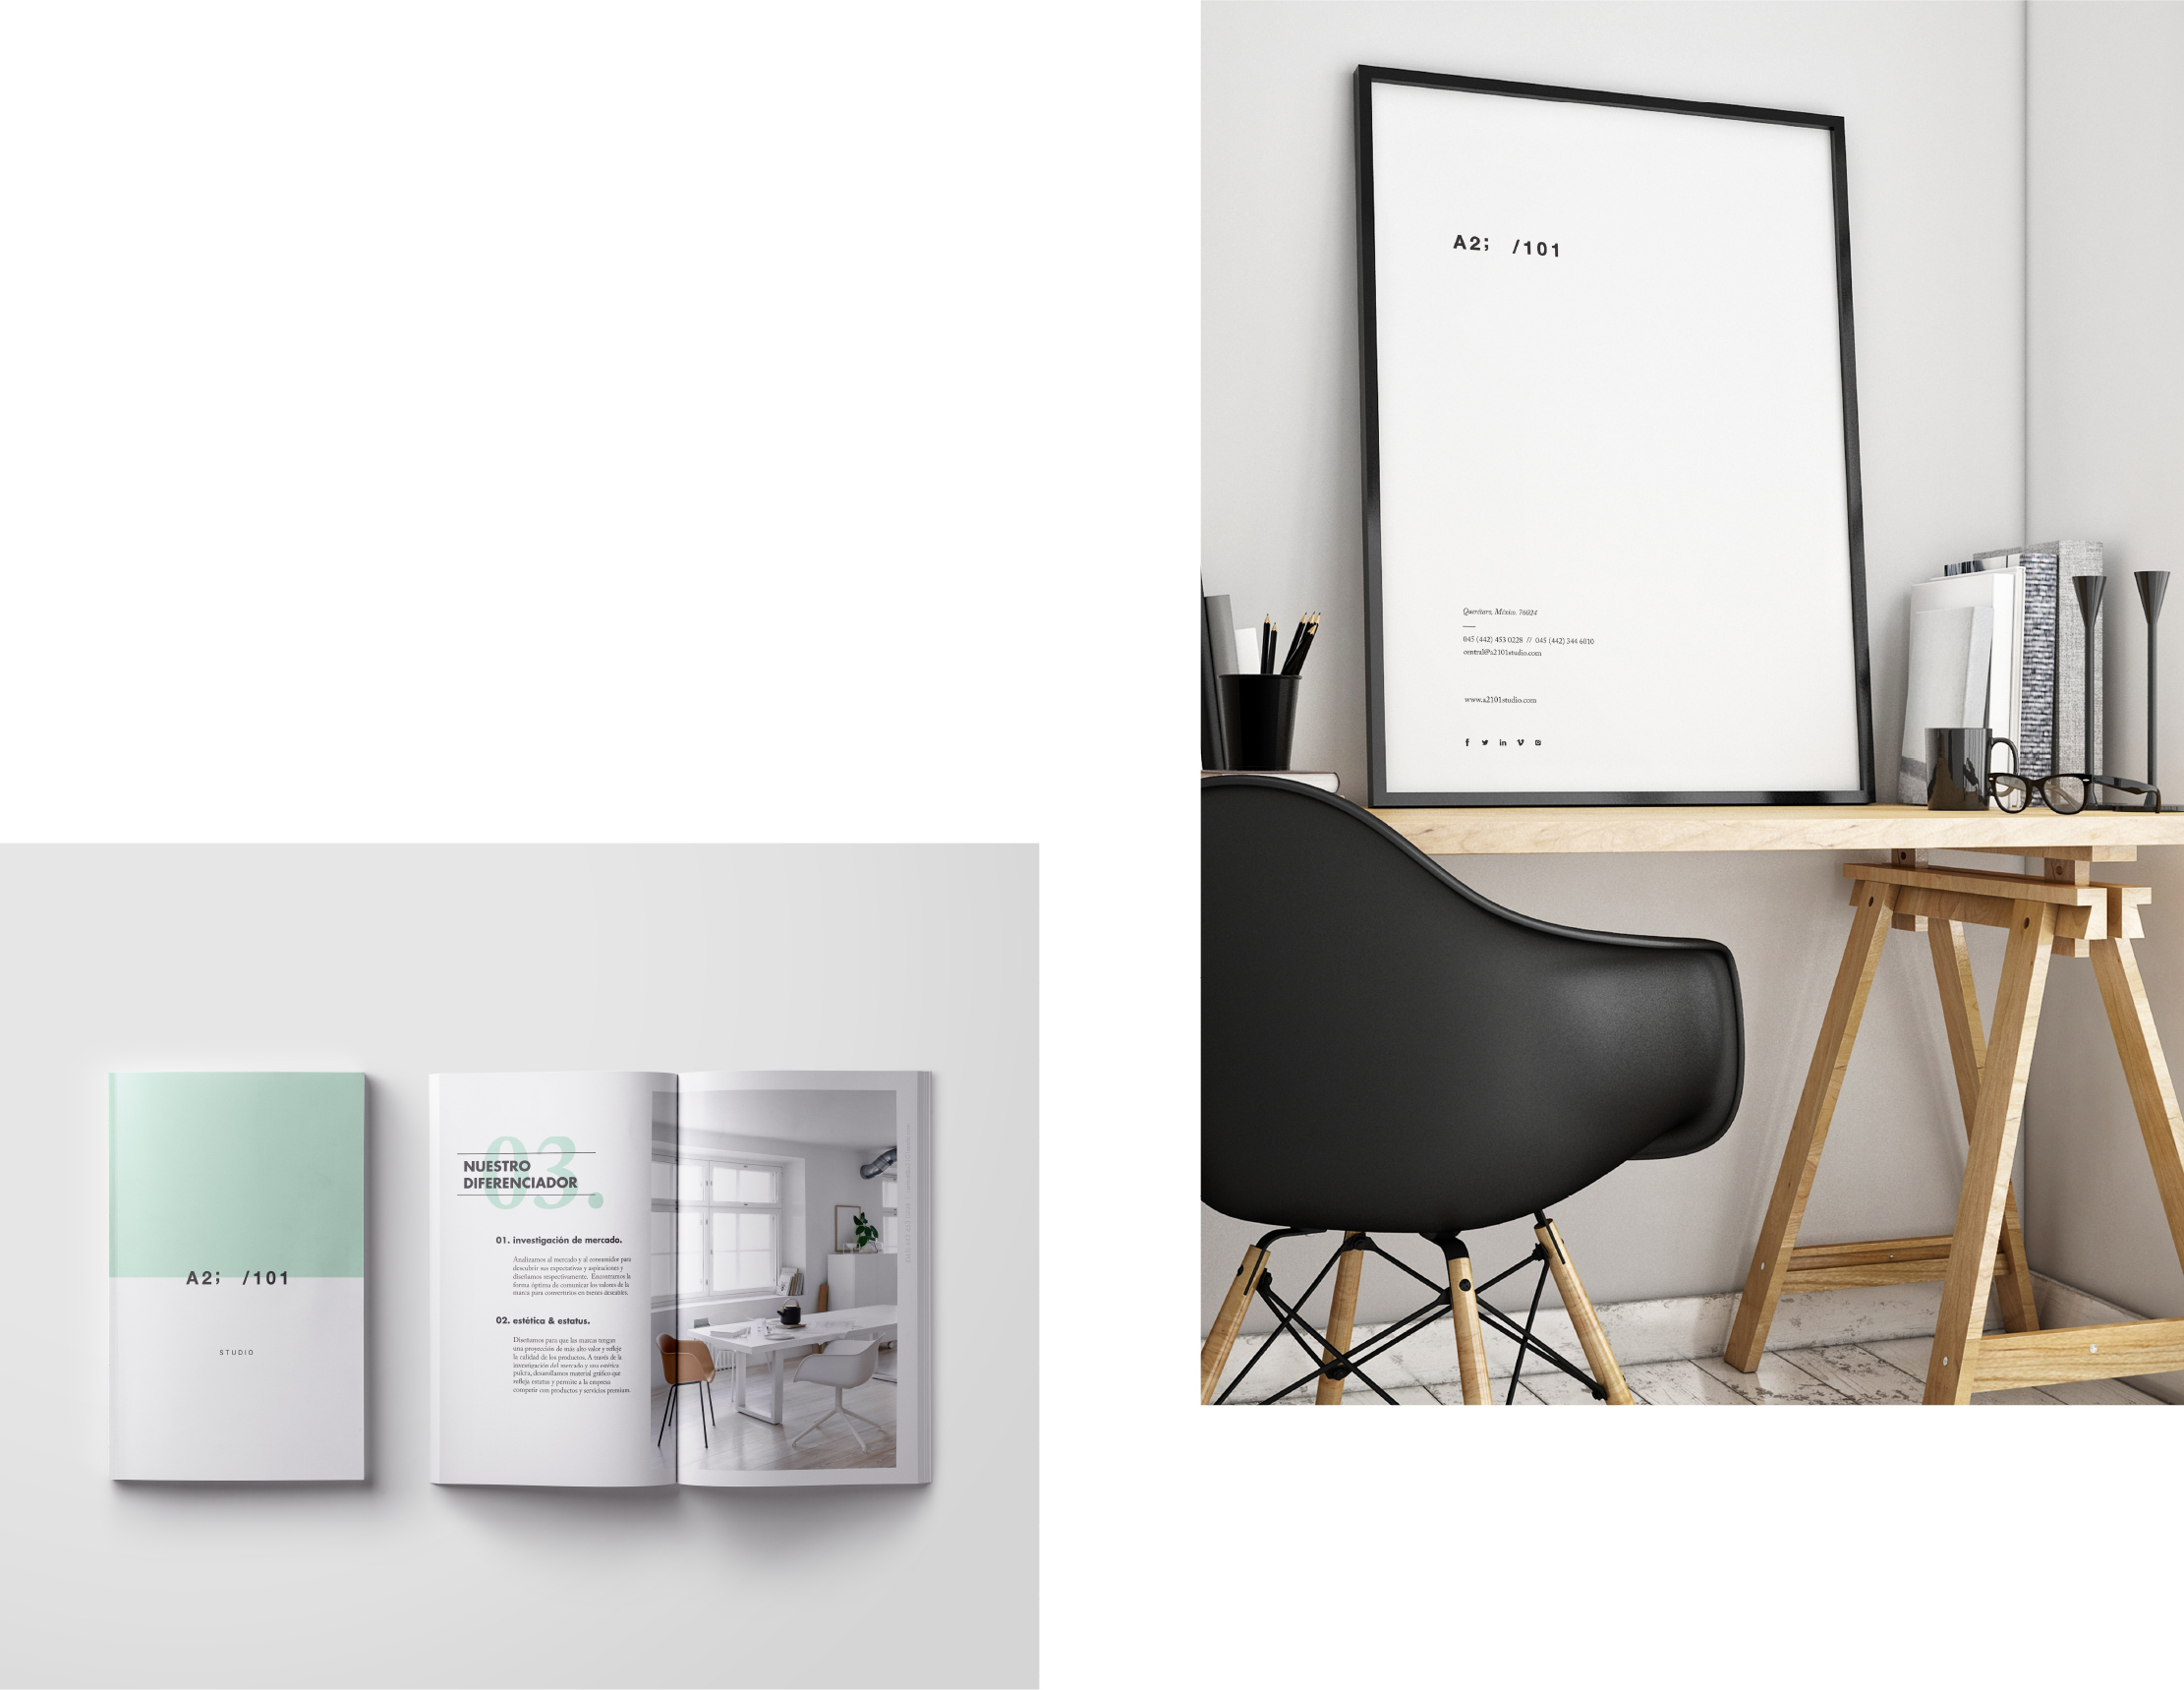 A2; /101
Querétaro, México. 76024
045 (442) 453 0228 // 045 (442) 344 6010
central@a2101studio.com
www.a2101studio.com
A2; /101
STUDIO
03.
NUESTRO
DIFERENCIADOR
01. investigación de mercado.
Analizamos al mercado y al consumidor para
descubrir sus expectativas y aspiraciones y
diseñamos respectivamente. Encontramos la
forma óptima de comunicar los valores de la
marca para convertirlos en bienes deseables.
02. estética & estatus.
Diseñamos para que las marcas tengan
una proyección de más alto valor y refleje
la calidad de los productos. A través de la
investigación del mercado y una estética
pulcra, desarrollamos material gráfico que
refleje estatus y permite a la empresa
competir con productos y servicios premium.